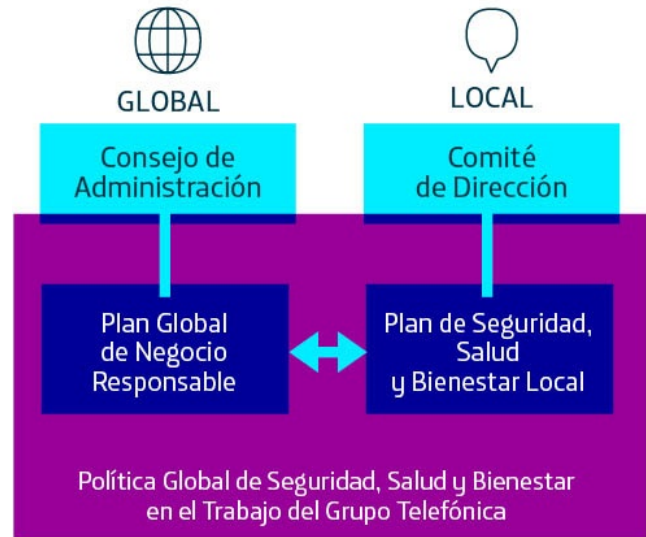 GLOBAL
Consejo de
Administración
Plan Global
de Negocio
Responsable
LOCAL
Comité
de Dirección
Plan de Seguridad,
Salud
y Bienestar Local
Política Global de Seguridad, Salud y Bienestar
en el Trabajo del Grupo Telefónica